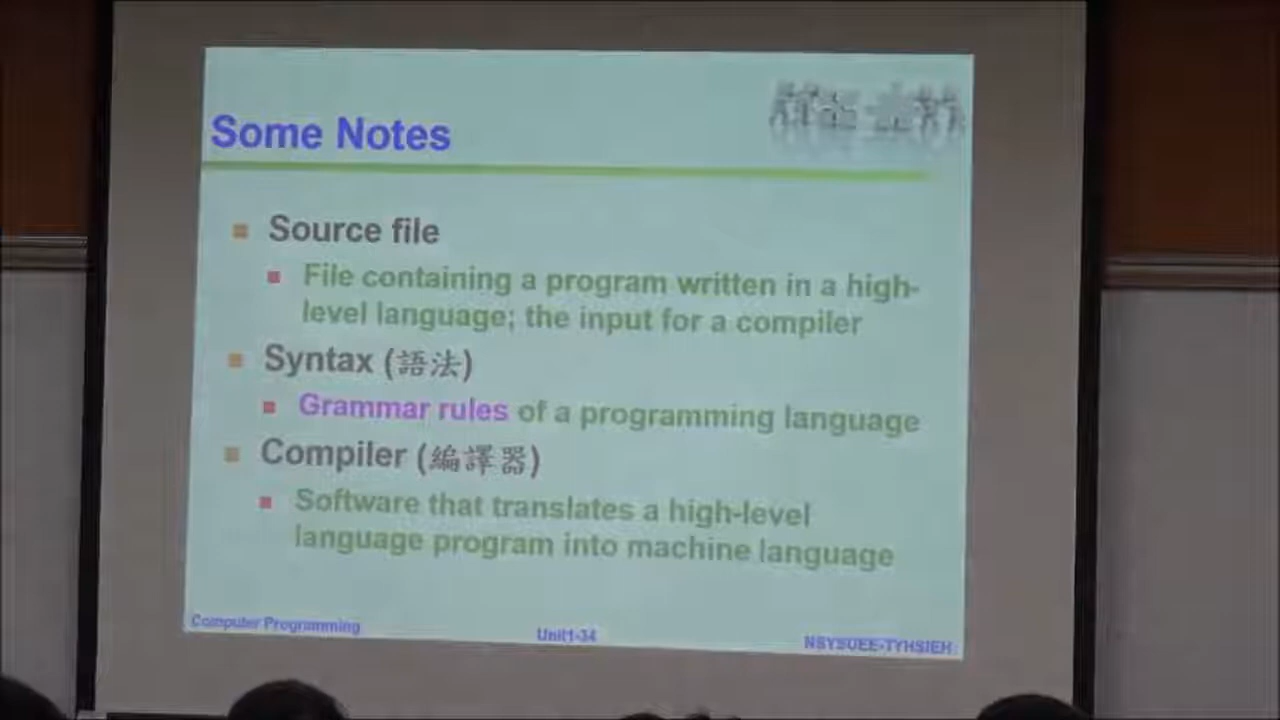 Some Notes
Source file
File containing a program written in a high-
level language; the input for a compiler
Syntax (語法)
Grammar rules of a programming language
Compiler (編譯器)
Software that translates a high-level
language program into machine language
Computer Programming
Unit1-34
NSYSUEE-TYHSIEH